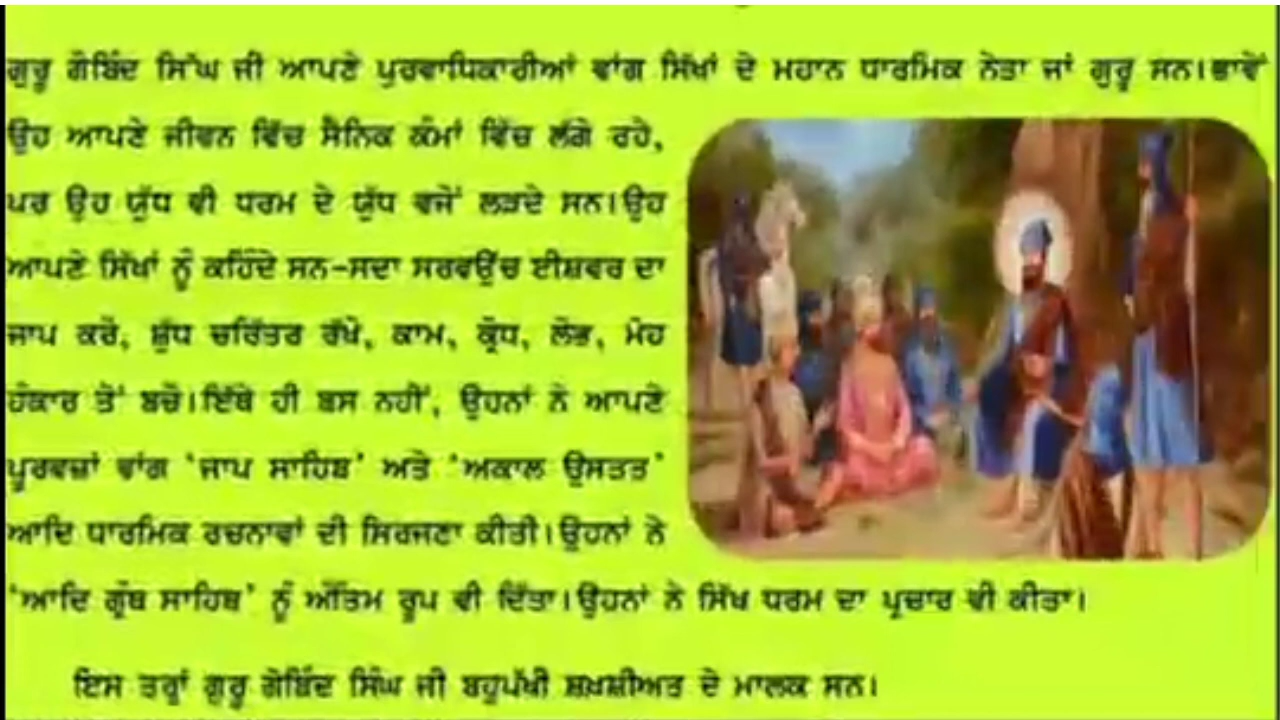 ਗੁਰੂ ਗੋਬਿੰਦ ਸਿੰਘ ਜੀ ਆਪਣੇ ਪੁਰਵਾਧਿਕਾਰੀਆਂ ਵਾਂਗ ਸਿੱਖਾਂ ਦੇ ਮਹਾਨ ਧਾਰਮਿਕ ਨੇਤਾ ਜਾਂ ਗੁਰੂ ਸਨ।ਭਾਵੇਂ
ਉਹ ਆਪਣੇ ਜੀਵਨ ਵਿੱਚ ਸੈਨਿਕ ਕੰਮਾਂ ਵਿੱਚ ਲੱਗੇ ਰਹੇ,
ਪਰ ਉਹ ਯੁੱਧ ਵੀ ਧਰਮ ਦੇ ਯੁੱਧ ਵਜੋਂ ਲੜਦੇ ਸਨ।ਉਹ
ਆਪਣੇ ਸਿੱਖਾਂ ਨੂੰ ਕਹਿੰਦੇ ਸਨ-ਸਦਾ ਸਰਵਉੱਚ ਈਸ਼ਵਰ ਦਾ
ਜਾਪ ਕਰੋ, ਸ਼ੁੱਧ ਚਰਿੱਤਰ ਰੱਖੋ, ਕਾਮ, ਕ੍ਰੋਧ, ਲੋਭ, ਮੋਹ
ਹੰਕਾਰ ਤੋਂ ਬਚੋ।ਇੱਥੇ ਹੀ ਬਸ ਨਹੀਂ, ਉਹਨਾਂ ਨੇ ਆਪਣੇ
ਪੂਰਵਜ਼ਾਂ ਵਾਂਗ 'ਜਾਪ ਸਾਹਿਬ' ਅਤੇ 'ਅਕਾਲ ਉਸਤਤ'
ਆਦਿ ਧਾਰਮਿਕ ਰਚਨਾਵਾਂ ਦੀ ਸਿਰਜਣਾ ਕੀਤੀ।ਉਹਨਾਂ ਨੇ
'ਆਦਿ ਗ੍ਰੰਥ ਸਾਹਿਬ' ਨੂੰ ਅੰਤਿਮ ਰੂਪ ਵੀ ਦਿੱਤਾ।ਉਹਨਾਂ ਨੇ ਸਿੱਖ ਧਰਮ ਦਾ ਪ੍ਰਚਾਰ ਵੀ ਕੀਤਾ।
ਇਸ ਤਰ੍ਹਾਂ ਗੁਰੂ ਗੋਬਿੰਦ ਸਿੰਘ ਜੀ ਬਹੁਪੱਖੀ ਸ਼ਖ਼ਸ਼ੀਅਤ ਦੇ ਮਾਲਕ ਸਨ।